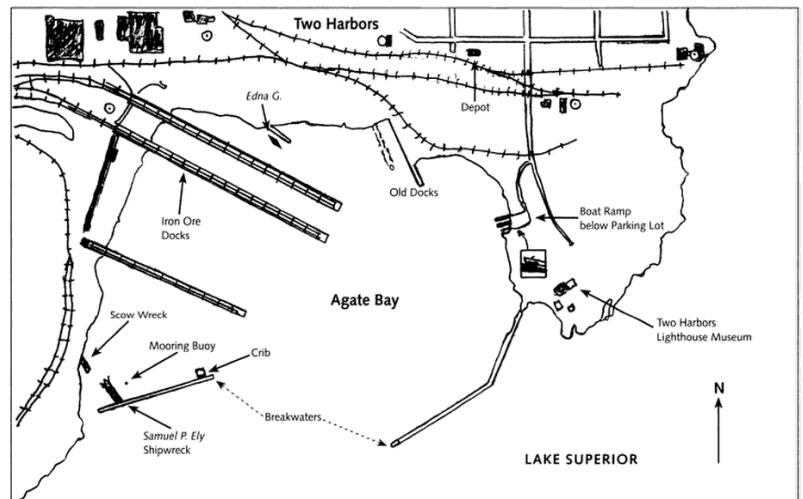 Two Harbors
Edna G.
Depot
Old Docks
Iron Ore
Docks
Boat Ramp
below Parking Lot
Agate Bay
Scow Wreck
Mooring Buoy
Crib
Two Harbors
Lighthouse Museum
Breakwaters
Samuel P. Ely
Shipwreck
N
LAKE SUPERIOR